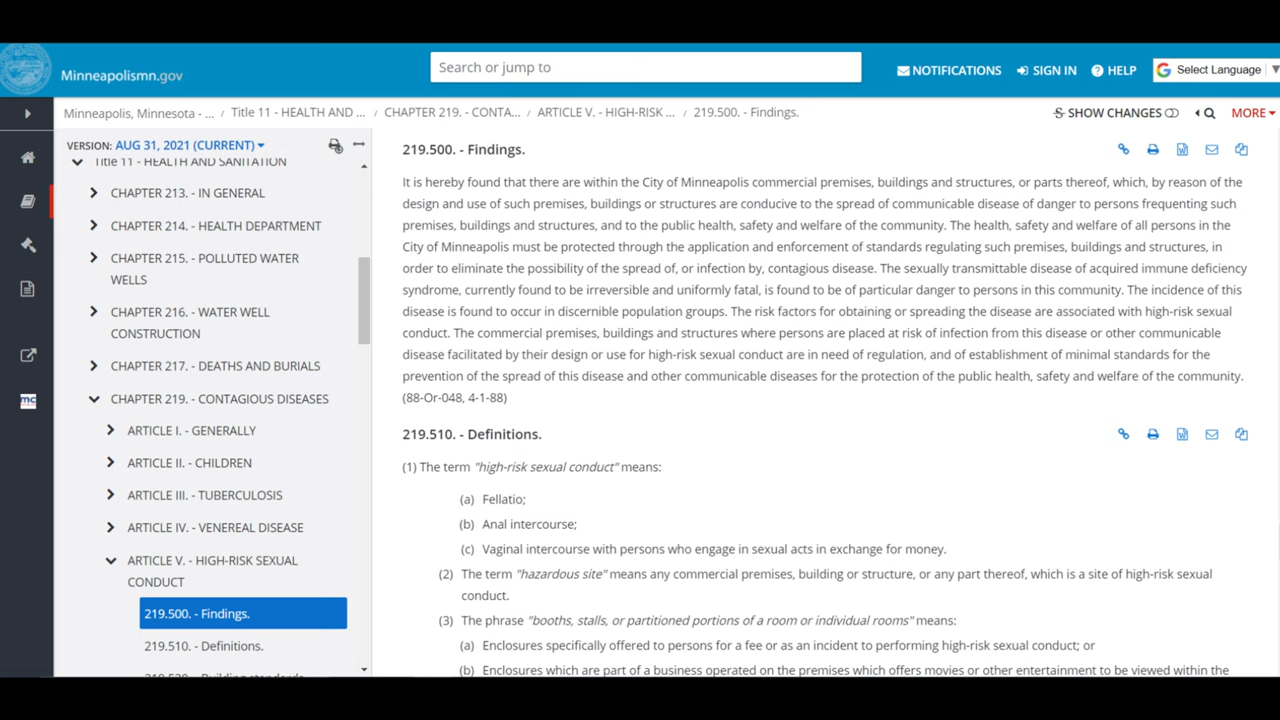 Minneapolismn.gov
Search or jump to
NOTIFICATIONS
SIGN IN
HELP
Select Language
Minneapolis, Minnesota - ... / Title 11 - HEALTH AND ... / CHAPTER 219. - CONTA... / ARTICLE V. - HIGH-RISK ... / 219.500. - Findings.
SHOW CHANGES
MORE
VERSION: AUG 31, 2021 (CURRENT)
Title 11 - HEALTH AND SANITATION
CHAPTER 213. - IN GENERAL
CHAPTER 214. - HEALTH DEPARTMENT
CHAPTER 215. - POLLUTED WATER
WELLS
CHAPTER 216. - WATER WELL
CONSTRUCTION
CHAPTER 217. - DEATHS AND BURIALS
CHAPTER 219. - CONTAGIOUS DISEASES
ARTICLE I. - GENERALLY
ARTICLE II. - CHILDREN
ARTICLE III. - TUBERCULOSIS
ARTICLE IV. - VENEREAL DISEASE
ARTICLE V. - HIGH-RISK SEXUAL
CONDUCT
219.500. - Findings.
219.510. - Definitions.
mc
219.500. - Findings.
It is hereby found that there are within the City of Minneapolis commercial premises, buildings and structures, or parts thereof, which, by reason of the
design and use of such premises, buildings or structures are conducive to the spread of communicable disease of danger to persons frequenting such
premises, buildings and structures, and to the public health, safety and welfare of the community. The health, safety and welfare of all persons in the
City of Minneapolis must be protected through the application and enforcement of standards regulating such premises, buildings and structures, in
order to eliminate the possibility of the spread of, or infection by, contagious disease. The sexually transmittable disease of acquired immune deficiency
syndrome, currently found to be irreversible and uniformly fatal, is found to be of particular danger to persons in this community. The incidence of this
disease is found to occur in discernible population groups. The risk factors for obtaining or spreading the disease are associated with high-risk sexual
conduct. The commercial premises, buildings and structures where persons are placed at risk of infection from this disease or other communicable
disease facilitated by their design or use for high-risk sexual conduct are in need of regulation, and of establishment of minimal standards for the
prevention of the spread of this disease and other communicable diseases for the protection of the public health, safety and welfare of the community.
(88-Or-048, 4-1-88)
219.510. - Definitions.
(1) The term "high-risk sexual conduct" means:
(a) Fellatio;
(b) Anal intercourse;
(c) Vaginal intercourse with persons who engage in sexual acts in exchange for money.
(2) The term "hazardous site" means any commercial premises, building or structure, or any part thereof, which is a site of high-risk sexual
conduct.
(3) The phrase "booths, stalls, or partitioned portions of a room or individual rooms" means:
(a) Enclosures specifically offered to persons for a fee or as an incident to performing high-risk sexual conduct; or
(b) Enclosures which are part of a business operated on the premises which offers movies or other entertainment to be viewed within the